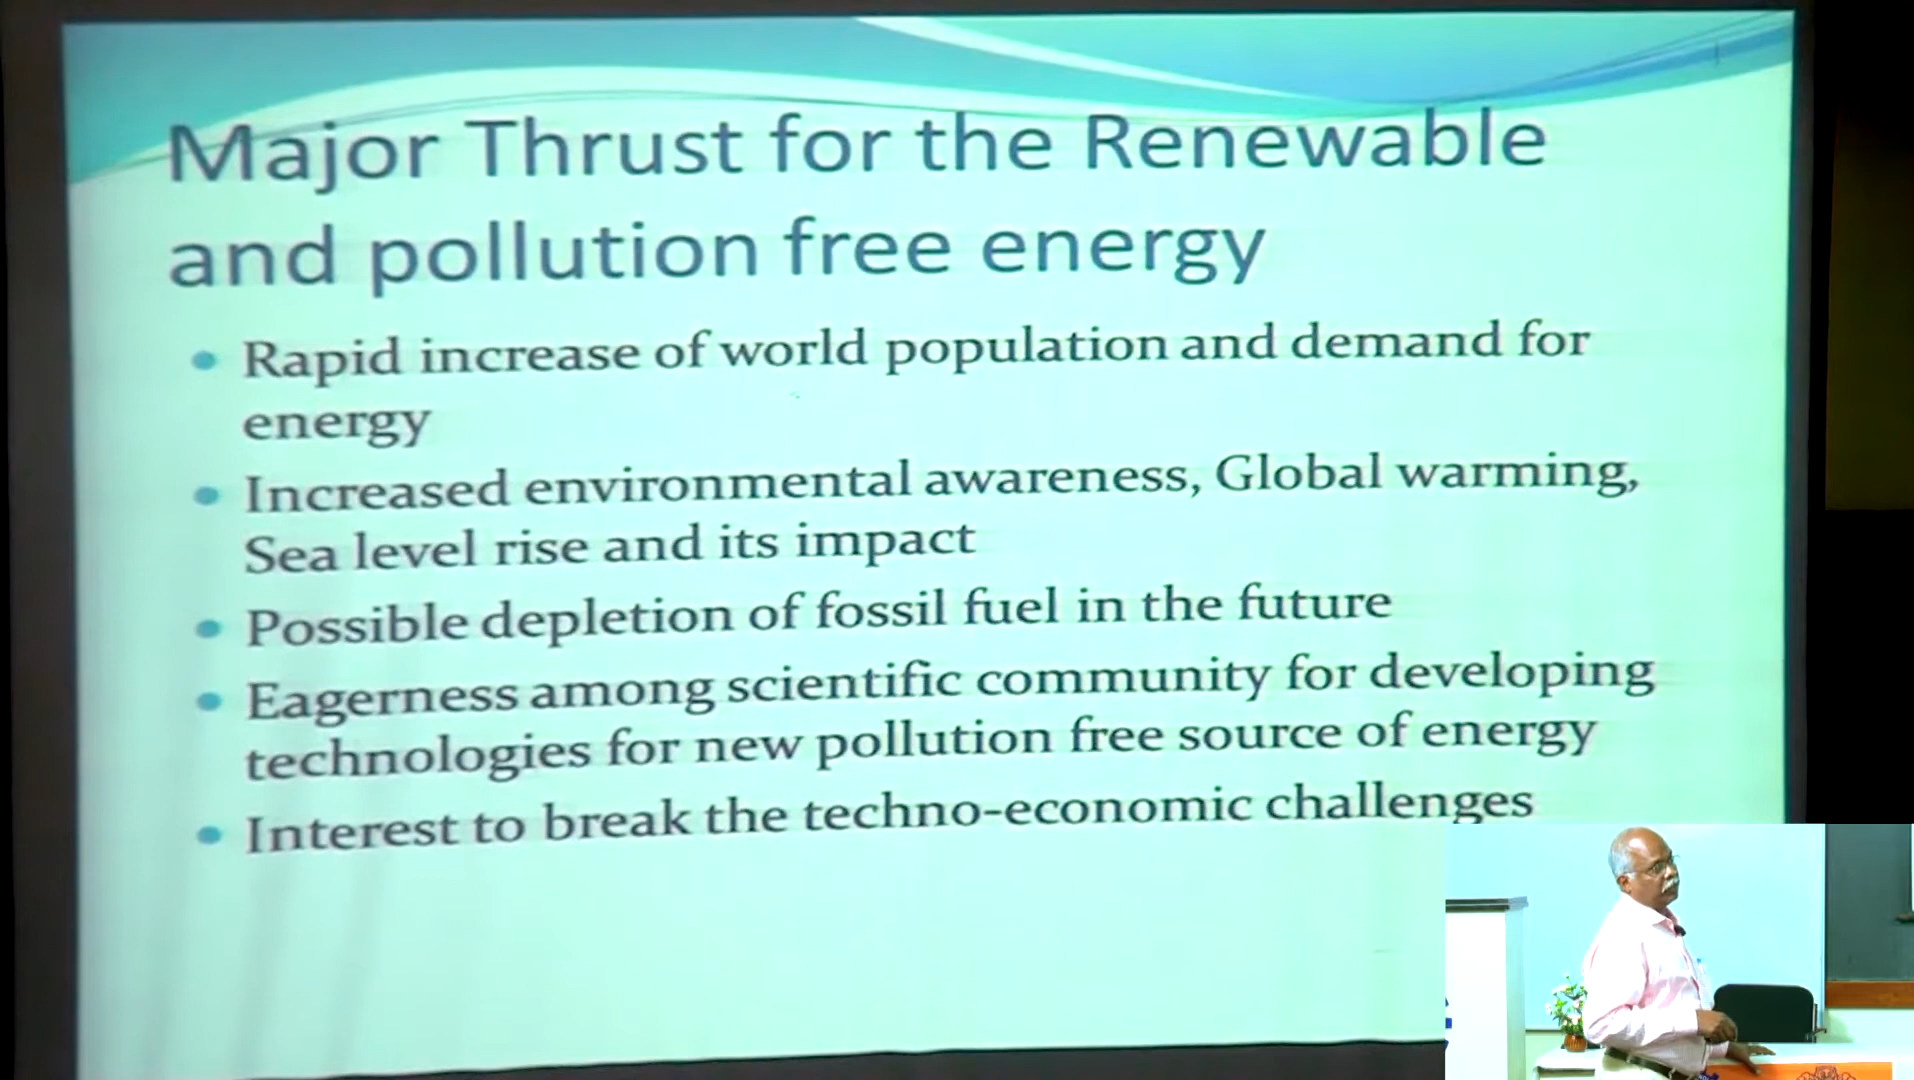 Major Thrust for the Renewable
and pollution free energy
• Rapid increase of world population and demand for
energy
• Increased environmental awareness, Global warming,
Sea level rise and its impact
• Possible depletion of fossil fuel in the future
• Eagerness among scientific community for developing
technologies for new pollution free source of energy
• Interest to break the techno-economic challenges